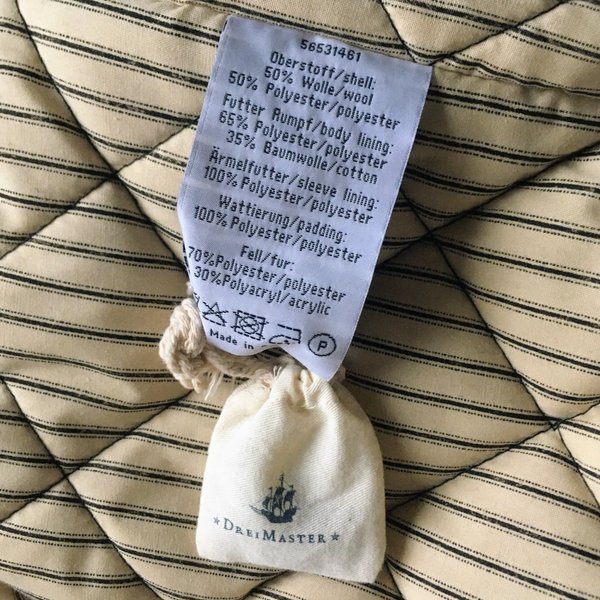 56531461
Oberstoff/shell:
50% Wolle/wool
50% Polyester/polyester
Futter Rumpf/body lining:
65% Polyester/polyester
35% Baumwolle/cotton
Ärmelfutter/sleeve lining:
100% Polyester/polyester
Wattierung/padding:
100% Polyester/polyester
Fell/fur:
70%Polyester/polyester
30%Polyacryl/acrylic
P
Made in
★ DREIMASTER ★